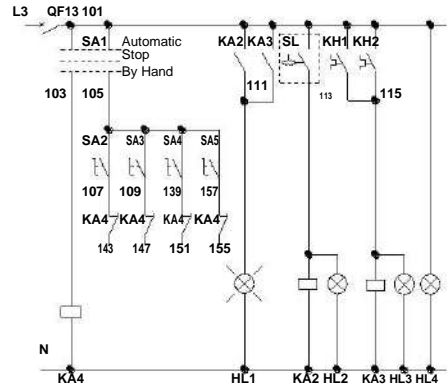 L3 QF13 101
SA1 Automatic
Stop
By Hand
KA2 KA3 SL KH1 KH2
103 105 111 113 115
SA2 SA3 SA4 SA5
107 109 139 157
KA4 KA4 KA4 KA4
143 147 151 155
N
KA4 HL1 KA2 HL2 KA3 HL3 HL4